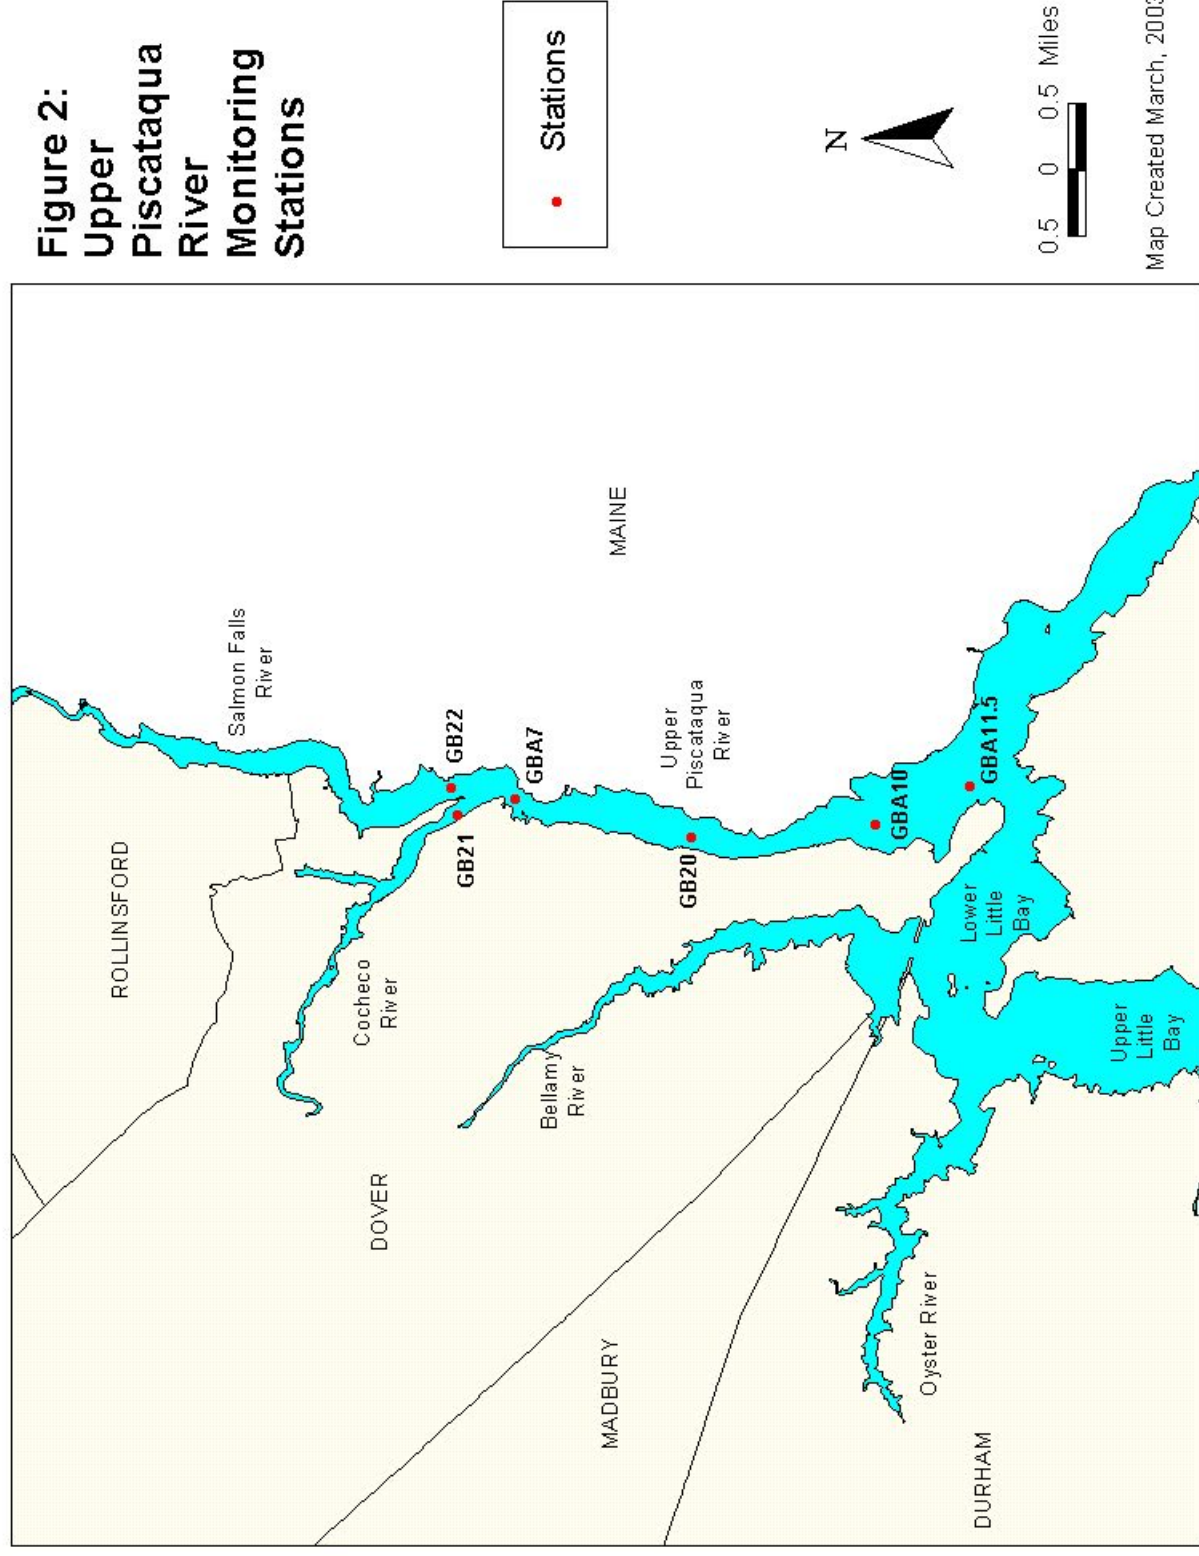 Figure 2:
Upper
Piscataqua
River
Monitoring
Stations
Stations
N
0.5 0 0.5 Miles
Map Created March, 2003
ROLLINSFORD
Salmon Falls
River
Cocheco
River
GB22
GB21
GBA7
MAINE
DOVER
Bellamy
River
Upper
Piscataqua
River
GB20
MADBURY
GBA10
GBA11.5
Lower
Little
Bay
Upper
Little
Bay
Oyster River
DURHAM